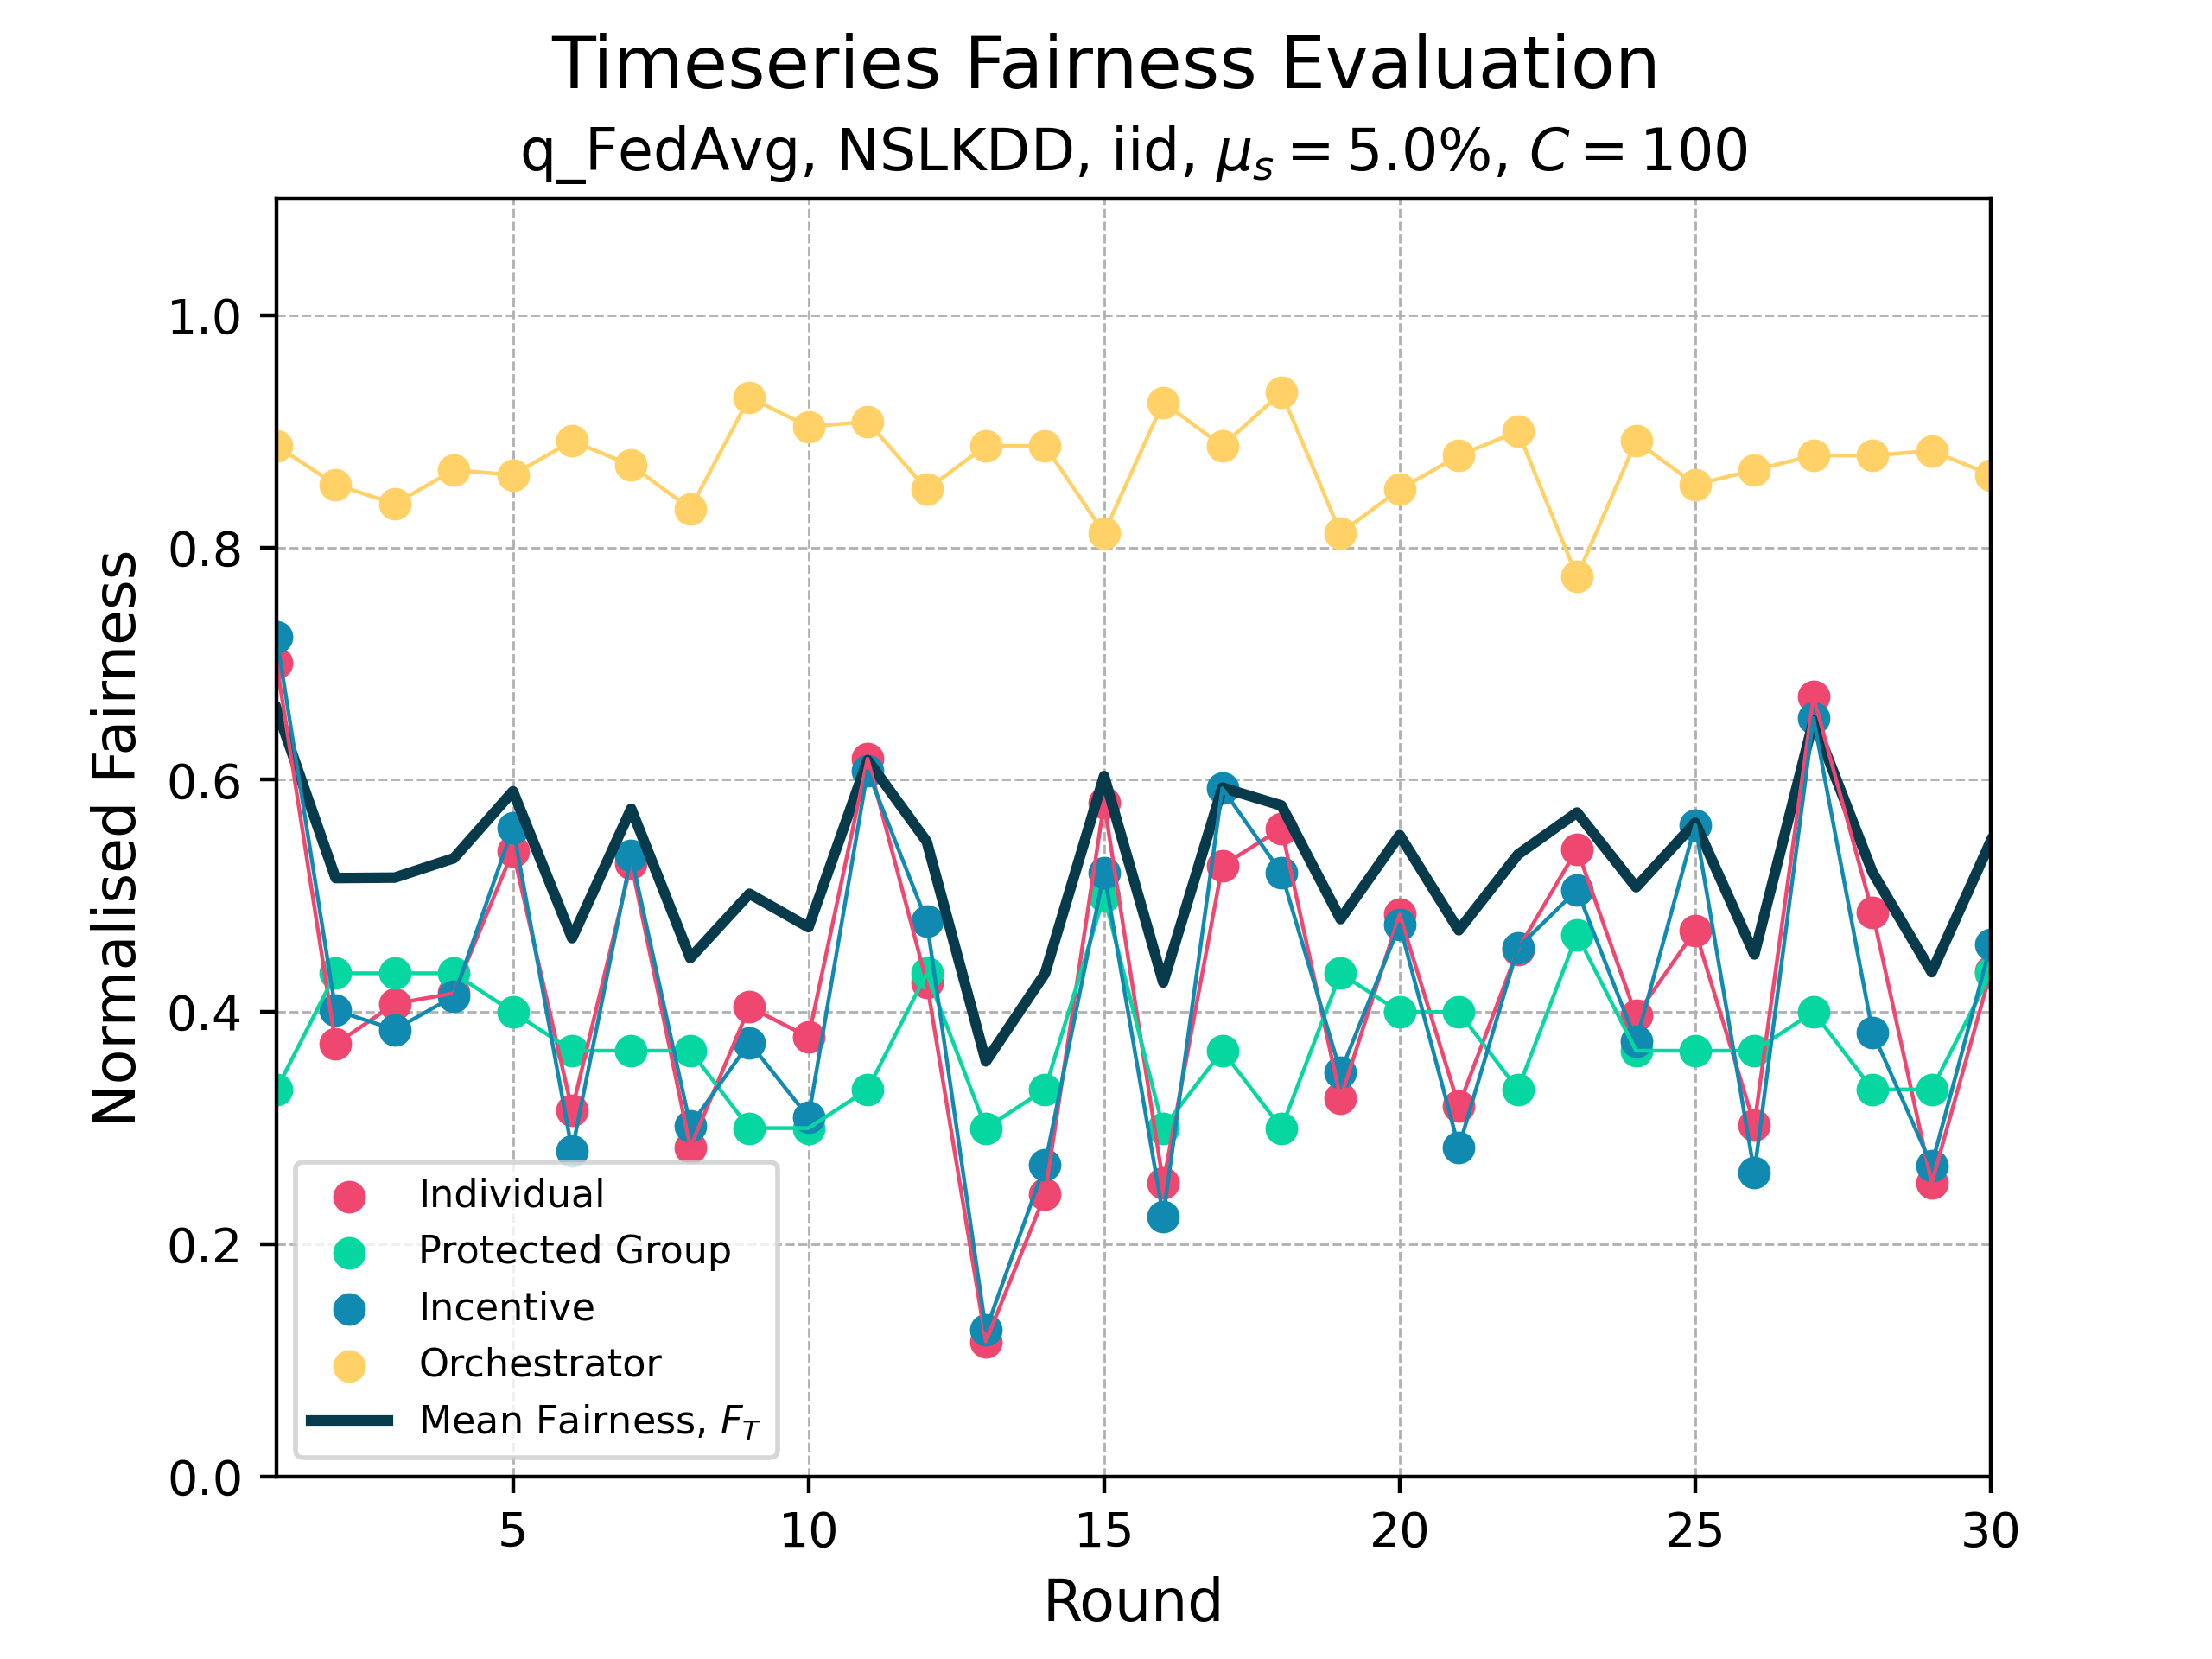 Timeseries Fairness Evaluation
q_FedAvg, NSLKDD, iid, μₛ = 5.0%, C = 100
Normalised Fairness
1.0
0.8
0.6
0.4
0.2
0.0
Individual
Protected Group
Incentive
Orchestrator
Mean Fairness, F_T
5 10 15 20 25 30
Round